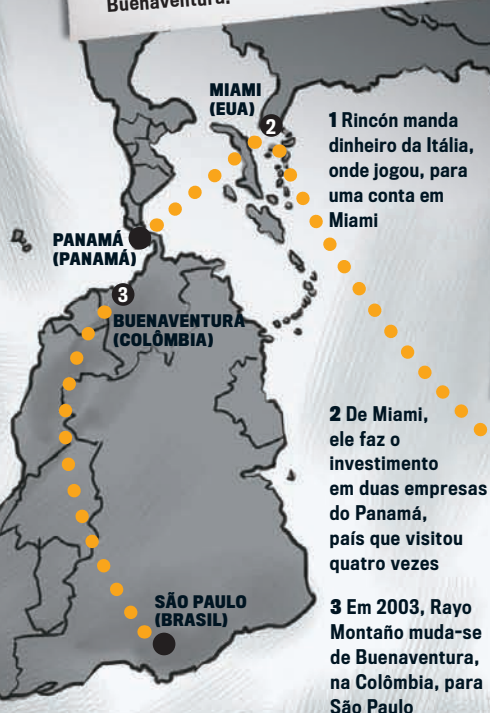 Buenaventura.
MIAMI
(EUA)
2
PANAMÁ
(PANAMÁ)
3
BUENAVENTURA
(COLÔMBIA)
SÃO PAULO
(BRASIL)
1 Rincón manda
dinheiro da Itália,
onde jogou, para
uma conta em
Miami
2 De Miami,
ele faz o
investimento
em duas empresas
do Panamá,
país que visitou
quatro vezes
3 Em 2003, Rayo
Montaño muda-se
de Buenaventura,
na Colômbia, para
São Paulo